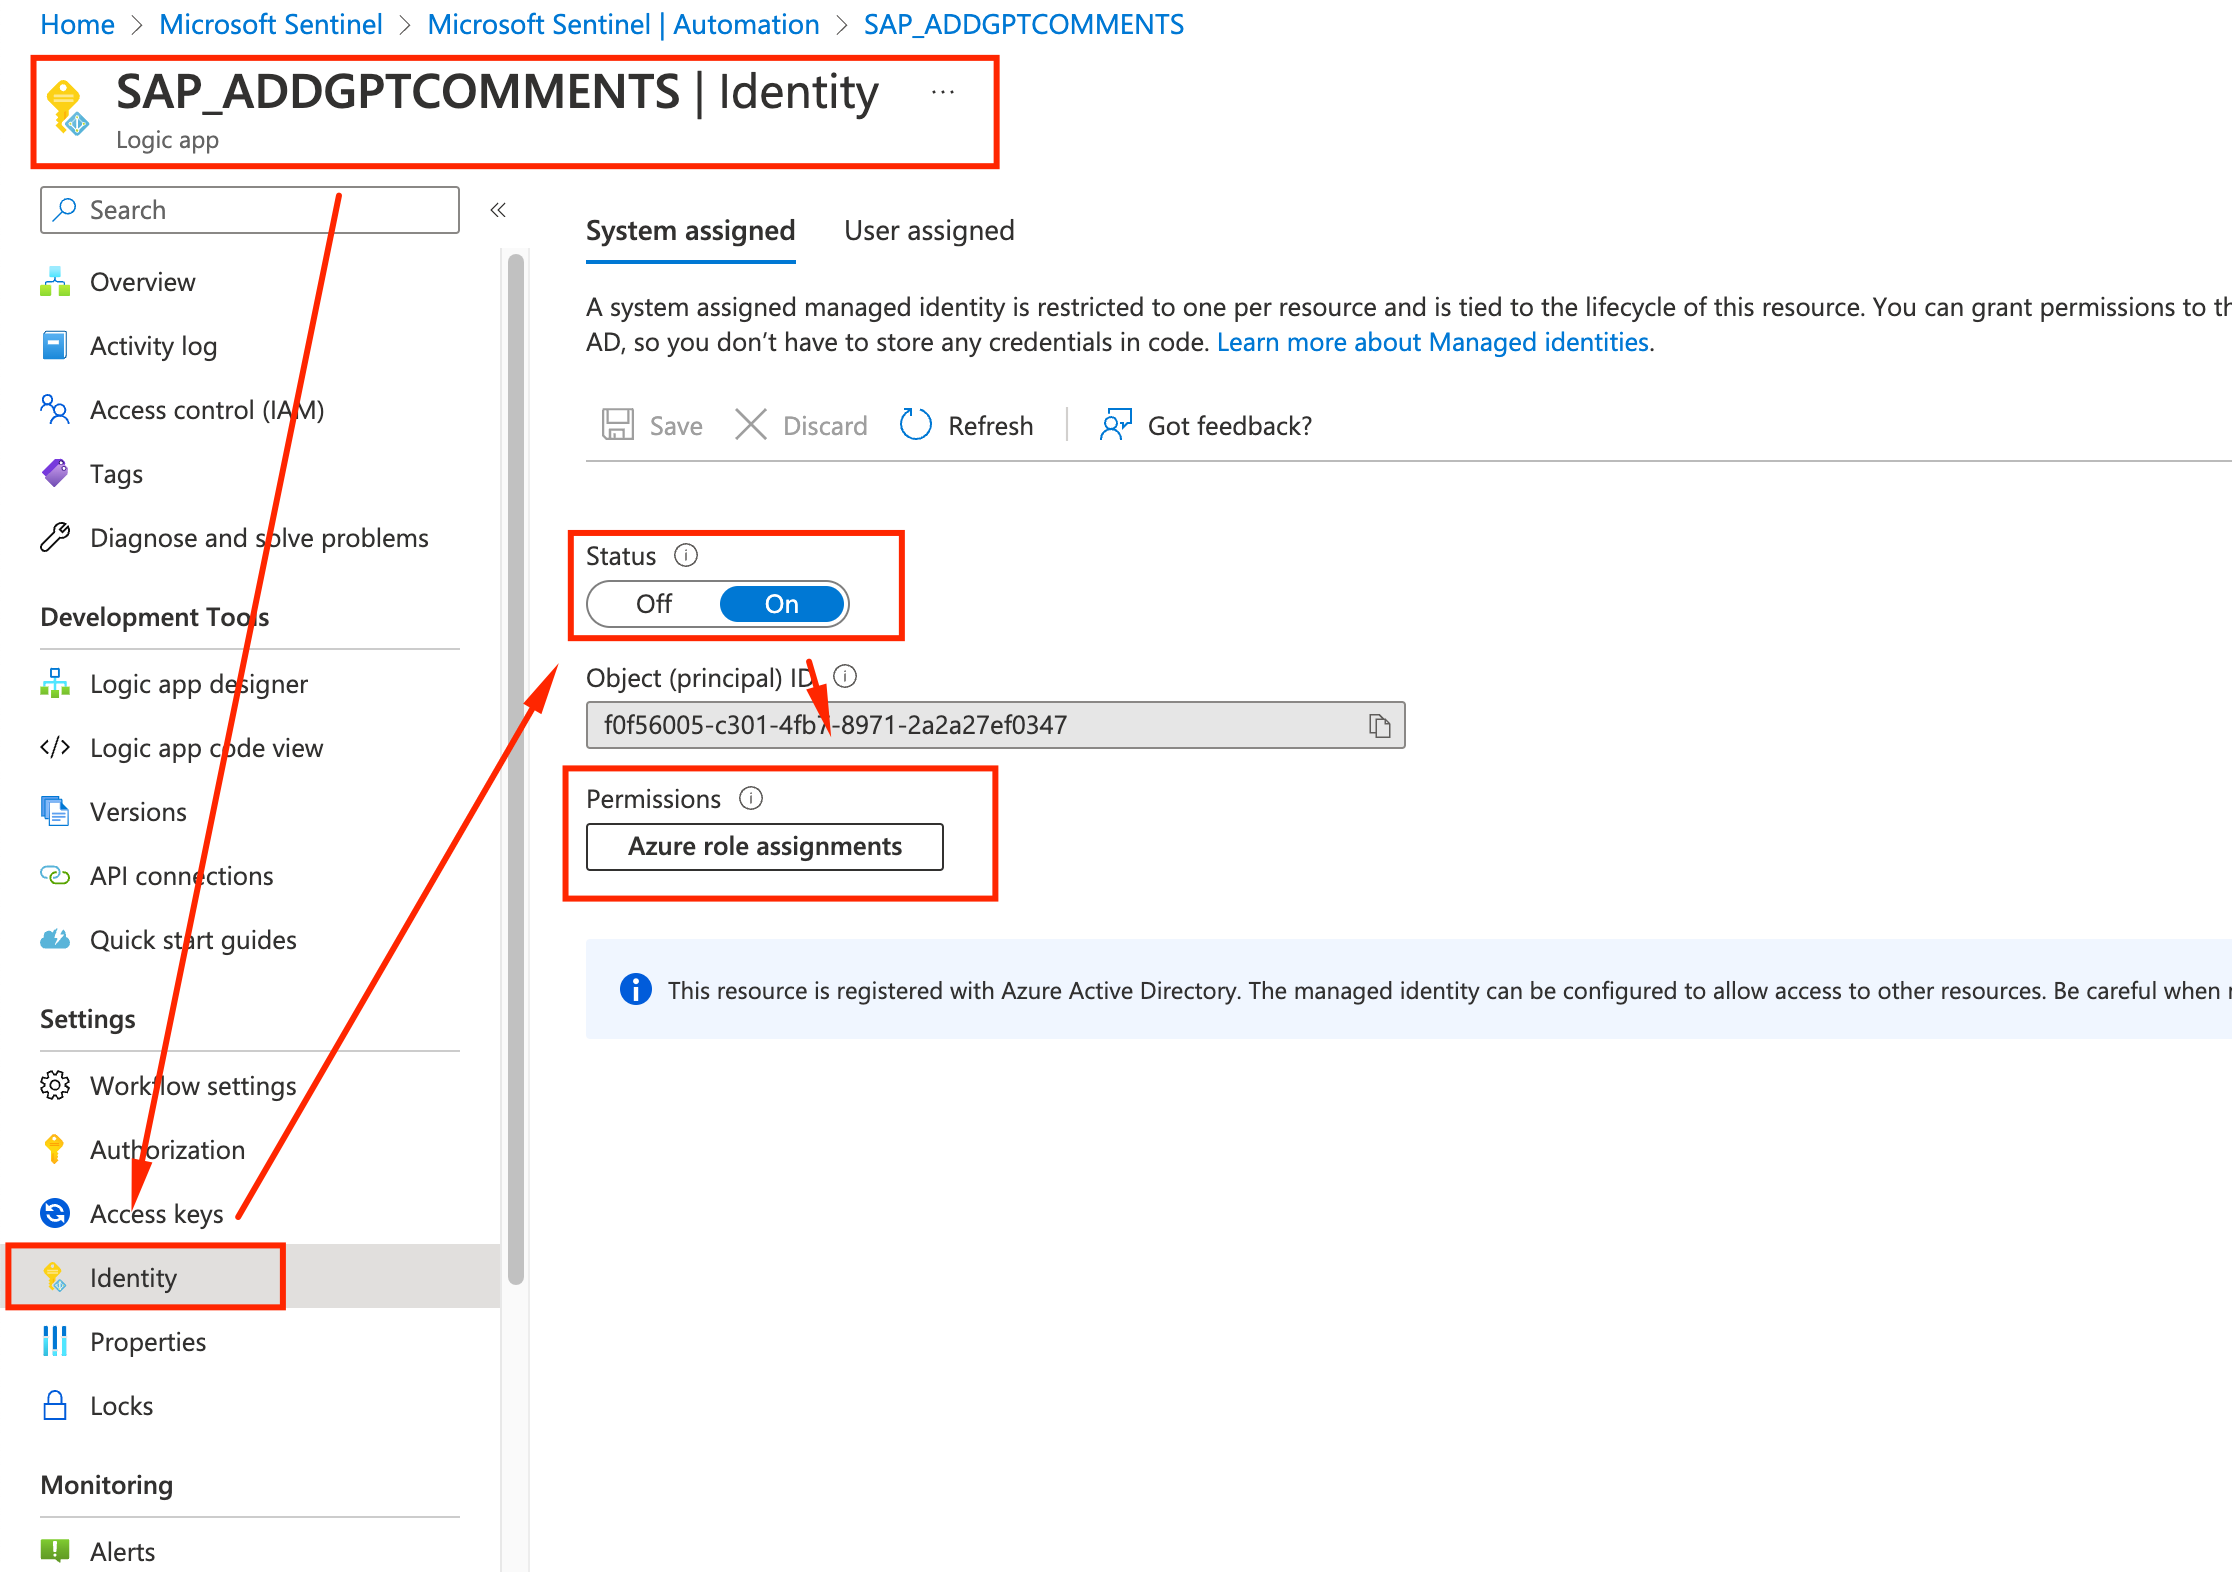 Home > Microsoft Sentinel > Microsoft Sentinel | Automation > SAP_ADDGPTCOMMENTS
SAP_ADDGPTCOMMENTS | Identity ...
Logic app
Search
«
Overview
Activity log
Access control (IAM)
Tags
Diagnose and solve problems
Development Tools
Logic app designer
Logic app code view
Versions
API connections
Quick start guides
Settings
Workflow settings
Authorization
Access keys
Identity
Properties
Locks
Monitoring
Alerts
System assigned User assigned
A system assigned managed identity is restricted to one per resource and is tied to the lifecycle of this resource. You can grant permissions to
AD, so you don’t have to store any credentials in code. Learn more about Managed identities.
Save Discard Refresh Got feedback?
Status
Off On
Object (principal) ID
f0f56005-c301-4fb7-8971-2a2a27ef0347
Permissions
Azure role assignments
This resource is registered with Azure Active Directory. The managed identity can be configured to allow access to other resources. Be careful when